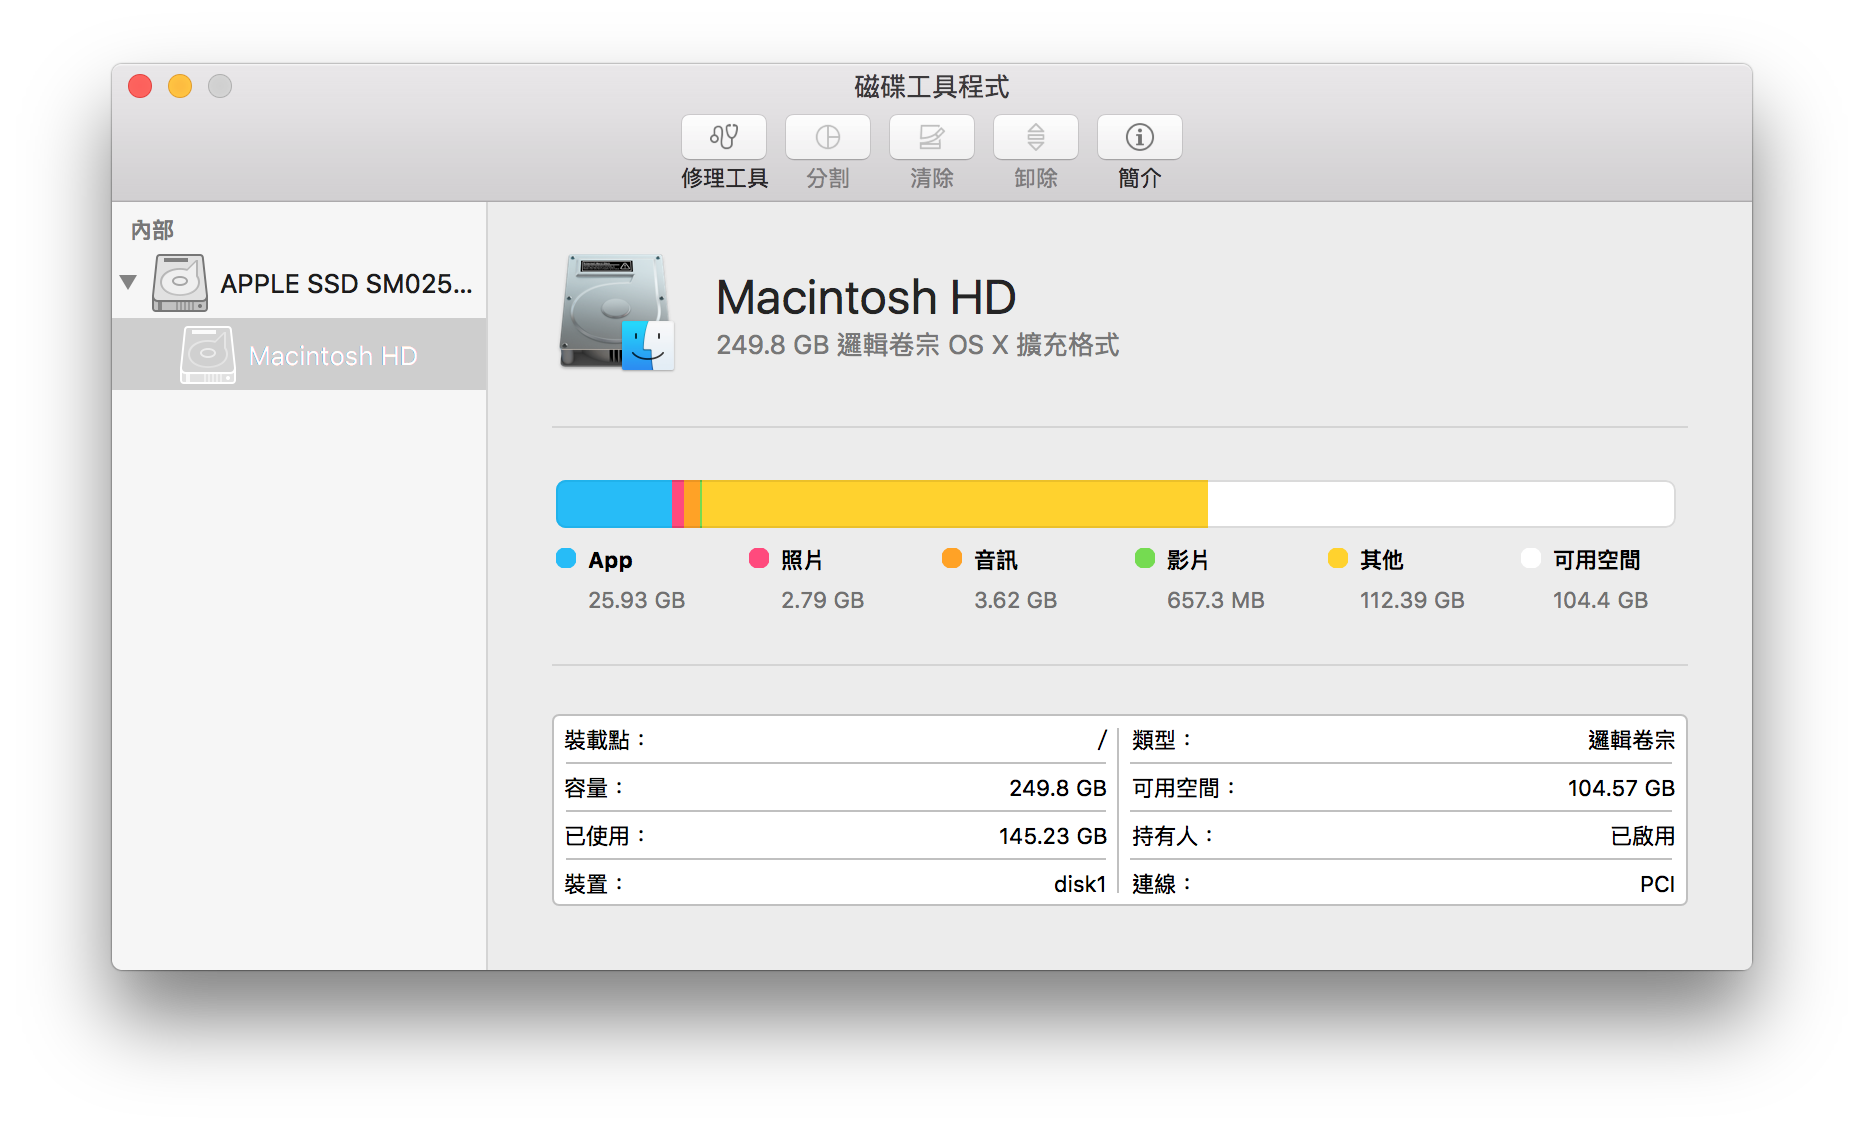 磁碟工具程式
修理工具 分割 清除 卸除 簡介
內部
APPLE SSD SM025...
Macintosh HD
Macintosh HD
249.8 GB 邏輯卷宗 OS X 擴充格式
App 照片 音訊 影片 其他 可用空間
25.93 GB 2.79 GB 3.62 GB 657.3 MB 112.39 GB 104.4 GB
裝載點： / 類型： 邏輯卷宗
容量： 249.8 GB 可用空間： 104.57 GB
已使用： 145.23 GB 持有人： 已啟用
裝置： disk1 連線： PCI